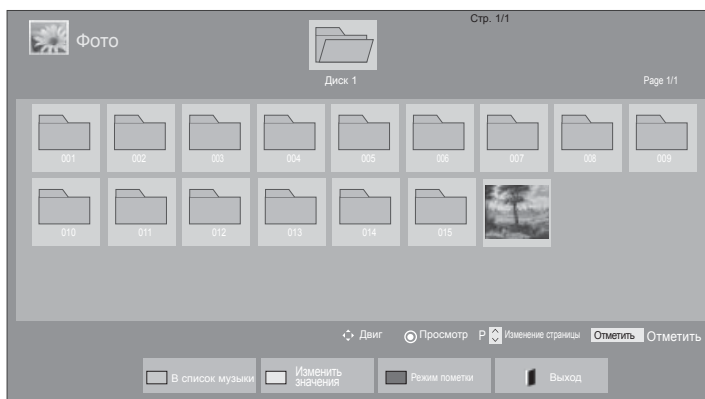 Стр. 1/1
Фото
Диск 1
Page 1/1
001 002 003 004 005 006 007 008 009
010 011 012 013 014 015
Двиг Просмотр P Изменение страницы Отметить Отметить
В список музыки Изменить значения Режим пометки Выход